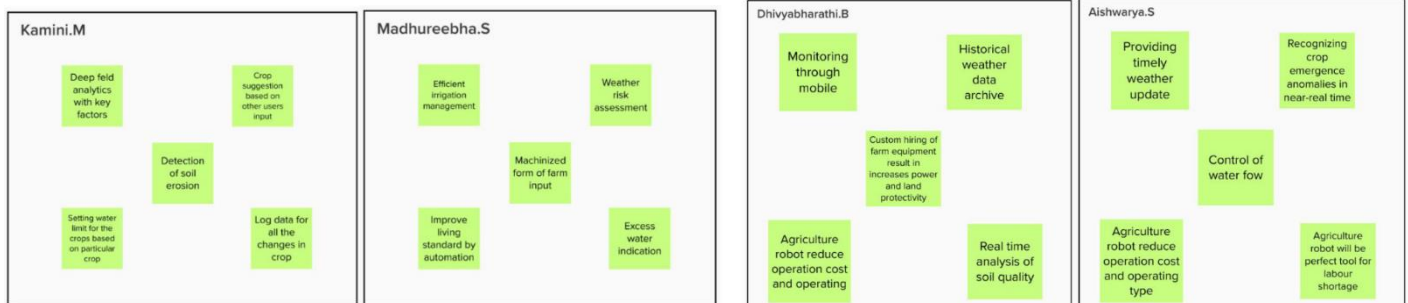 Kamini.M
Deep feld
analytics
with key
factors
Crop
suggestion
based on
other users
input
Detection
of soil
erosion
Setting water
limit for the
crops based
on particular
crop
Log data for
all the
changes in
crop
Madhureebha.S
Efficient
irrigation
management
Weather
risk
assessment
Machinized
form of farm
input
Improve
living
standard by
automation
Excess
water
indication
Dhivyabharathi.B
Monitoring
through
mobile
Historical
weather
data
archive
Custom hiring of
farm equipment
result in
increases power
and land
protectivity
Agriculture
robot reduce
operation cost
and operating
Real time
analysis of
soil quality
Aishwarya.S
Providing
timely
weather
update
Recognizing
crop
emergence
anomalies in
near-real time
Control of
water fow
Agriculture
robot reduce
operation cost
and operating
type
Agriculture
robot will be
perfect tool for
labour
shortage